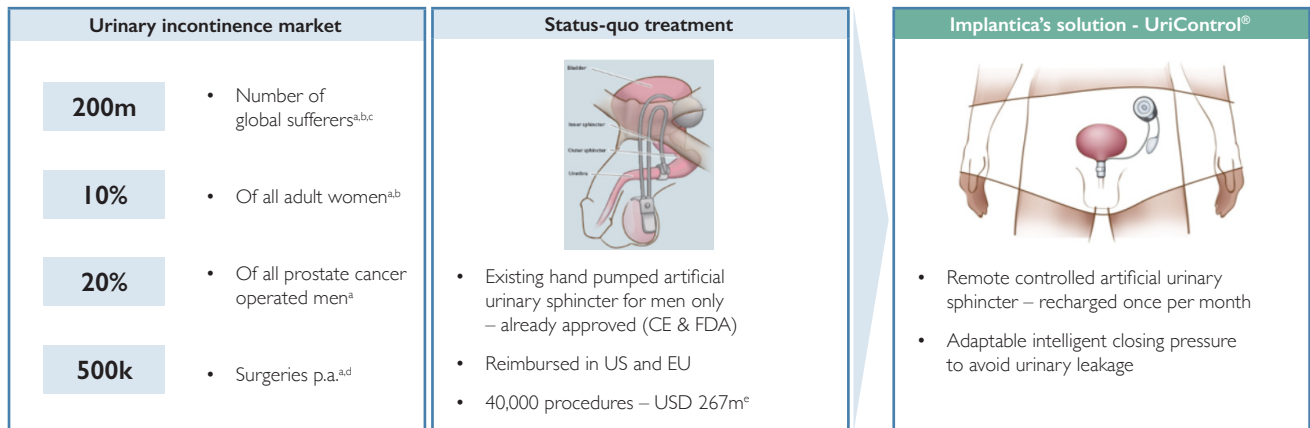 Urinary incontinence market
200m
• Number of
global sufferersa,b,c
10%
• Of all adult womena,b
20%
• Of all prostate cancer
operated mena
500k
• Surgeries p.a.a,d
Status-quo treatment
Bladder
Inner sphincter
Outer sphincter
Urethra
• Existing hand pumped artificial
urinary sphincter for men only
– already approved (CE & FDA)
• Reimbursed in US and EU
• 40,000 procedures – USD 267me
Implantica's solution - UriControl®
• Remote controlled artificial urinary
sphincter – recharged once per month
• Adaptable intelligent closing pressure
to avoid urinary leakage